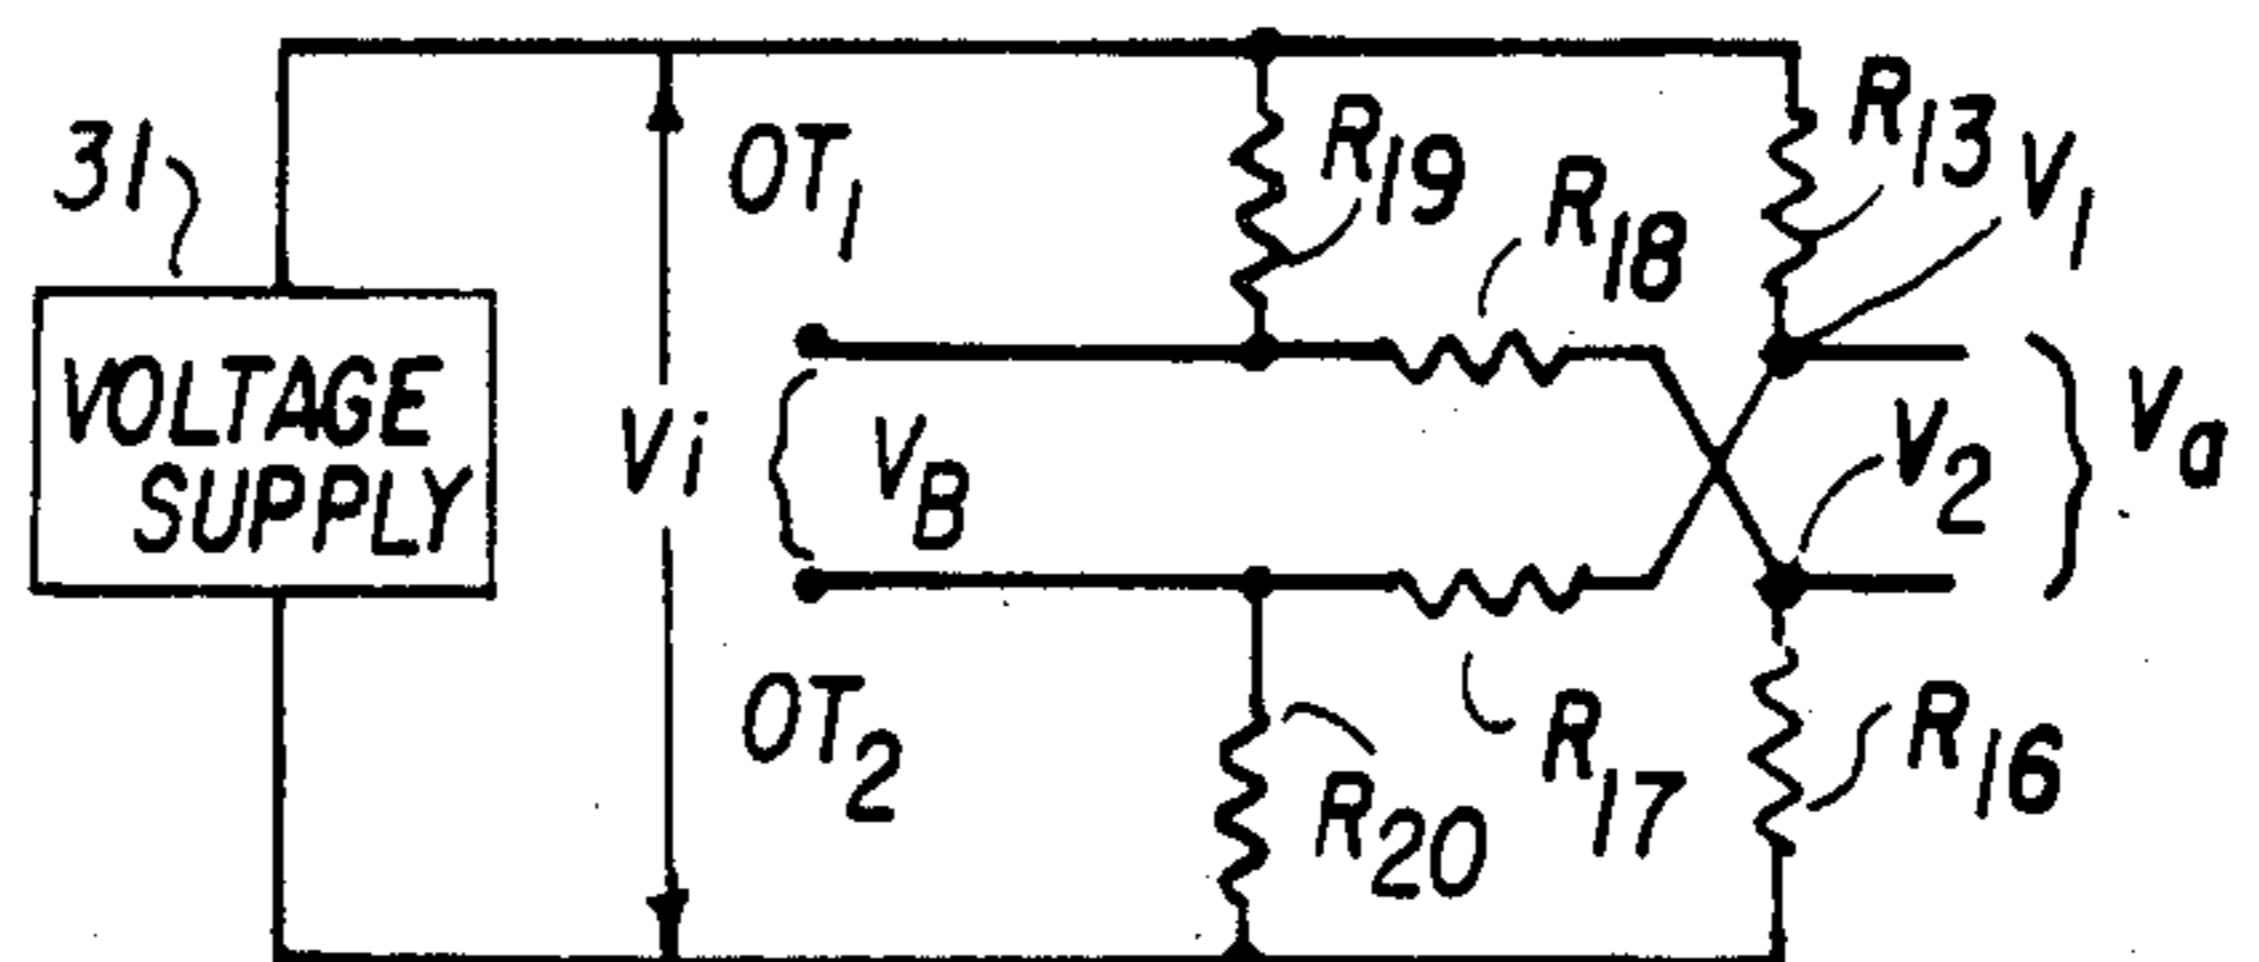 31
VOLTAGE
SUPPLY
Vi
OT1
VB
OT2
R19
R18
R13
V1
V2
Va
R17
R20
R16